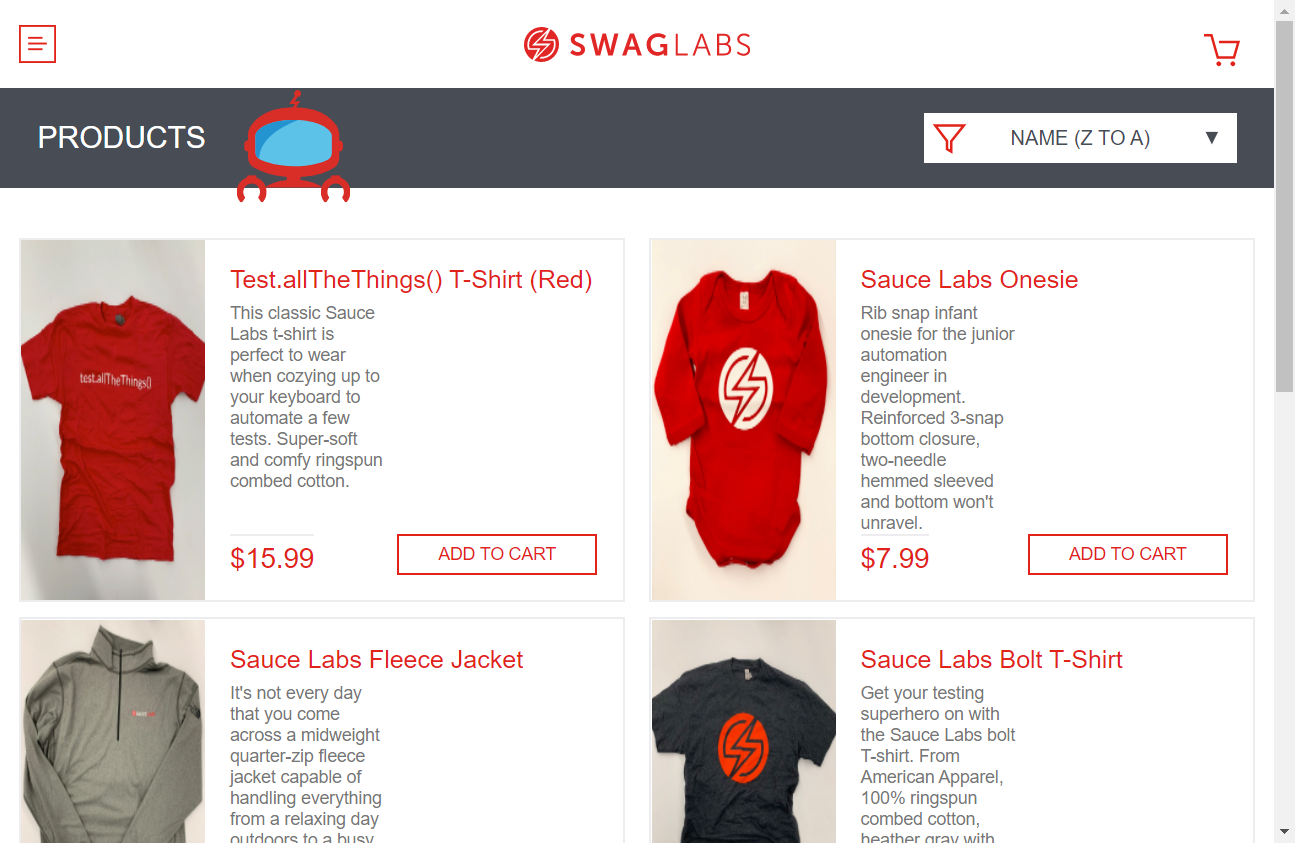 SWAGLABS
PRODUCTS
NAME (Z TO A)
Test.allTheThings() T-Shirt (Red)
This classic Sauce
Labs t-shirt is
perfect to wear
when cozying up to
your keyboard to
automate a few
tests. Super-soft
and comfy ringspun
combed cotton.
$15.99
ADD TO CART
test.allTheThings()
Sauce Labs Onesie
Rib snap infant
onesie for the junior
automation
engineer in
development.
Reinforced 3-snap
bottom closure,
two-needle
hemmed sleeved
and bottom won't
unravel.
$7.99
ADD TO CART
Sauce Labs Fleece Jacket
It's not every day
that you come
across a midweight
quarter-zip fleece
jacket capable of
handling everything
from a relaxing day
outdoors to a busy
Sauce Labs Bolt T-Shirt
Get your testing
superhero on with
the Sauce Labs bolt
T-shirt. From
American Apparel,
100% ringspun
combed cotton,
heather gray with